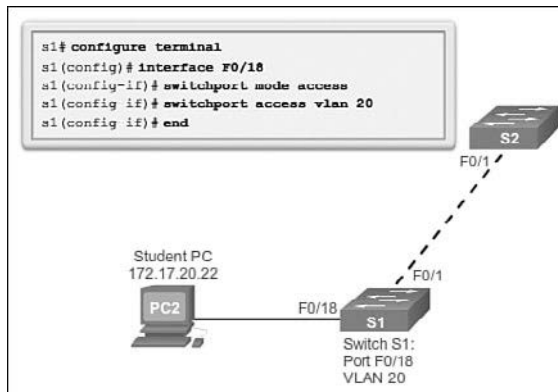 s1# configure terminal
s1(config)# interface F0/18
s1(config-if)# switchport mode access
s1(config if)# switchport access vlan 20
s1(config if)# end
S2
F0/1
Student PC
172.17.20.22
F0/1
PC2
F0/18
S1
Switch S1:
Port F0/18
VLAN 20